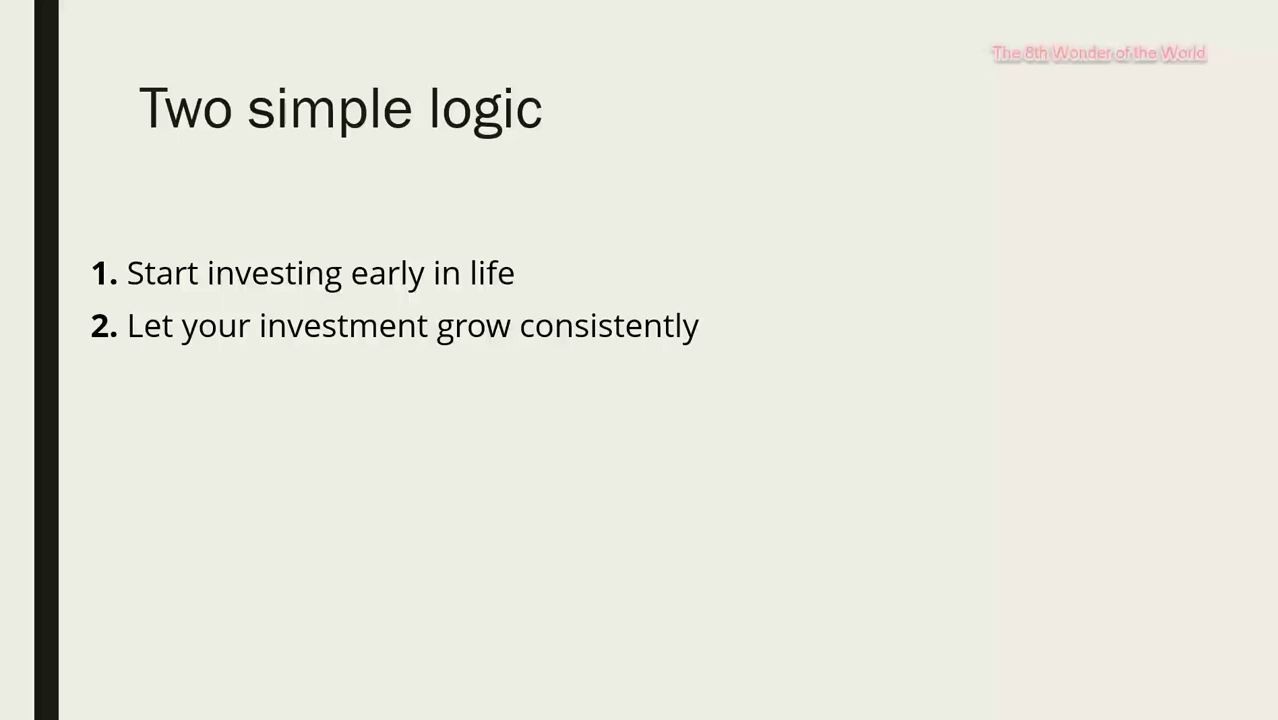 The 8th Wonder of the World
Two simple logic
1. Start investing early in life
2. Let your investment grow consistently